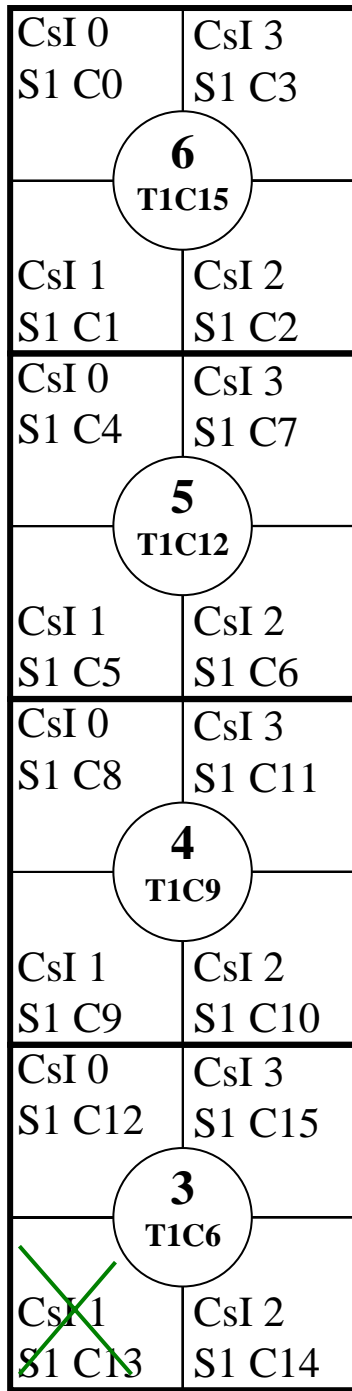 CsI 0 CsI 3
S1 C0 S1 C3
6
T1C15
CsI 1 CsI 2
S1 C1 S1 C2
CsI 0 CsI 3
S1 C4 S1 C7
5
T1C12
CsI 1 CsI 2
S1 C5 S1 C6
CsI 0 CsI 3
S1 C8 S1 C11
4
T1C9
CsI 1 CsI 2
S1 C9 S1 C10
CsI 0 CsI 3
S1 C12 S1 C15
3
T1C6
CsI 1 CsI 2
S1 C13 S1 C14